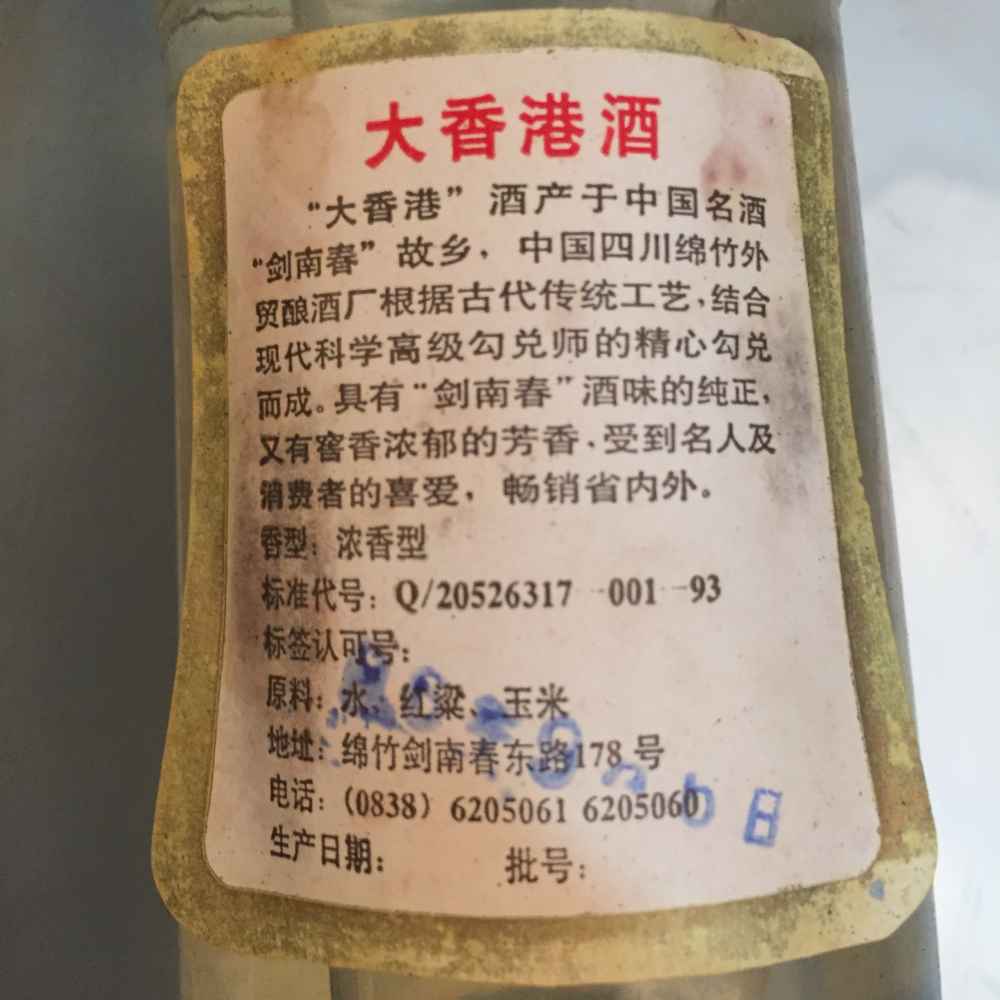 大香港酒
“大香港”酒产于中国名酒
“剑南春”故乡，中国四川绵竹外
贸酿酒厂根据古代传统工艺，结合
现代科学高级勾兑师的精心勾兑
而成。具有“剑南春”酒味的纯正，
又有窖香浓郁的芳香，受到名人及
消费者的喜爱，畅销省内外。
香型：浓香型
标准代号：Q/20526317-001-93
标签认可号：
原料：水、红粱、玉米
地址：绵竹剑南春东路178号
电话：（0838）6205061 6205060
日
生产日期： 批号：